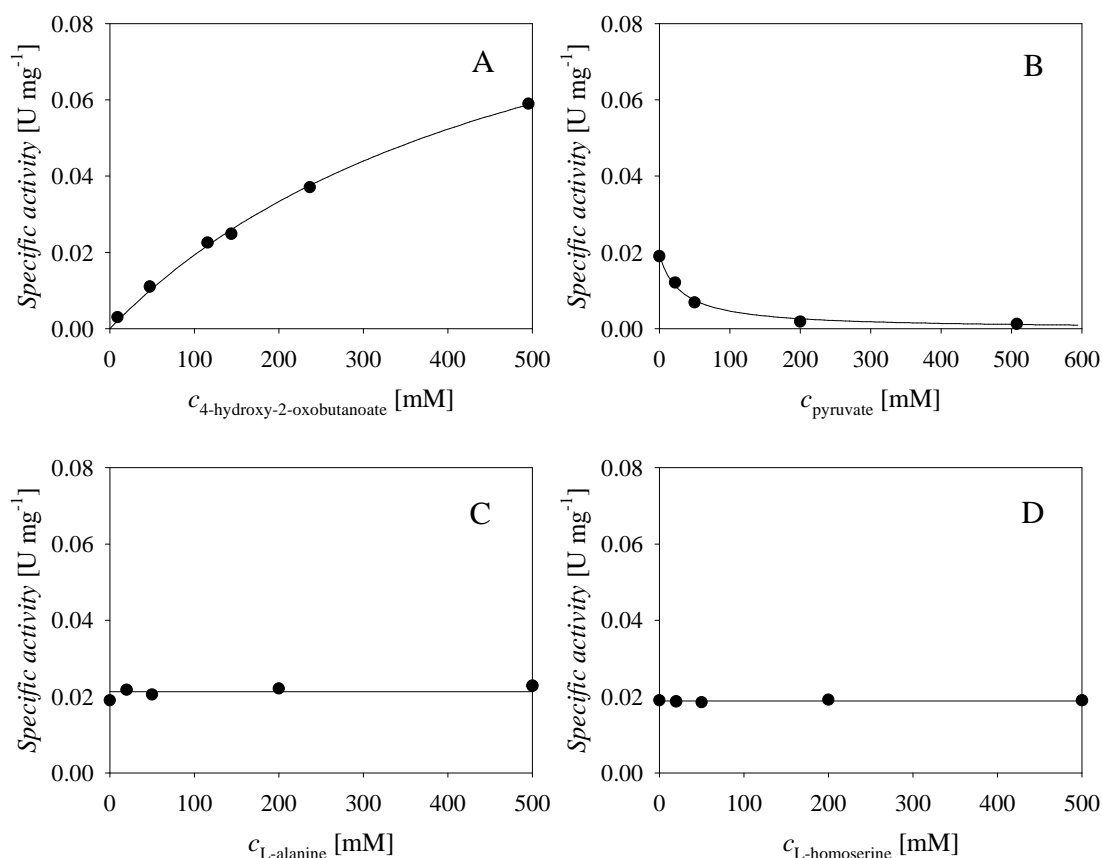 A
Specific activity [U mg-1]
0.08
0.06
0.04
0.02
0.00
0 100 200 300 400 500
c4-hydroxy-2-oxobutanoate [mM]
B
Specific activity [U mg-1]
0.08
0.06
0.04
0.02
0.00
0 100 200 300 400 500 600
cpyruvate [mM]
C
Specific activity [U mg-1]
0.08
0.06
0.04
0.02
0.00
0 100 200 300 400 500
cL-alanine [mM]
D
Specific activity [U mg-1]
0.08
0.06
0.04
0.02
0.00
0 100 200 300 400 500
cL-homoserine [mM]